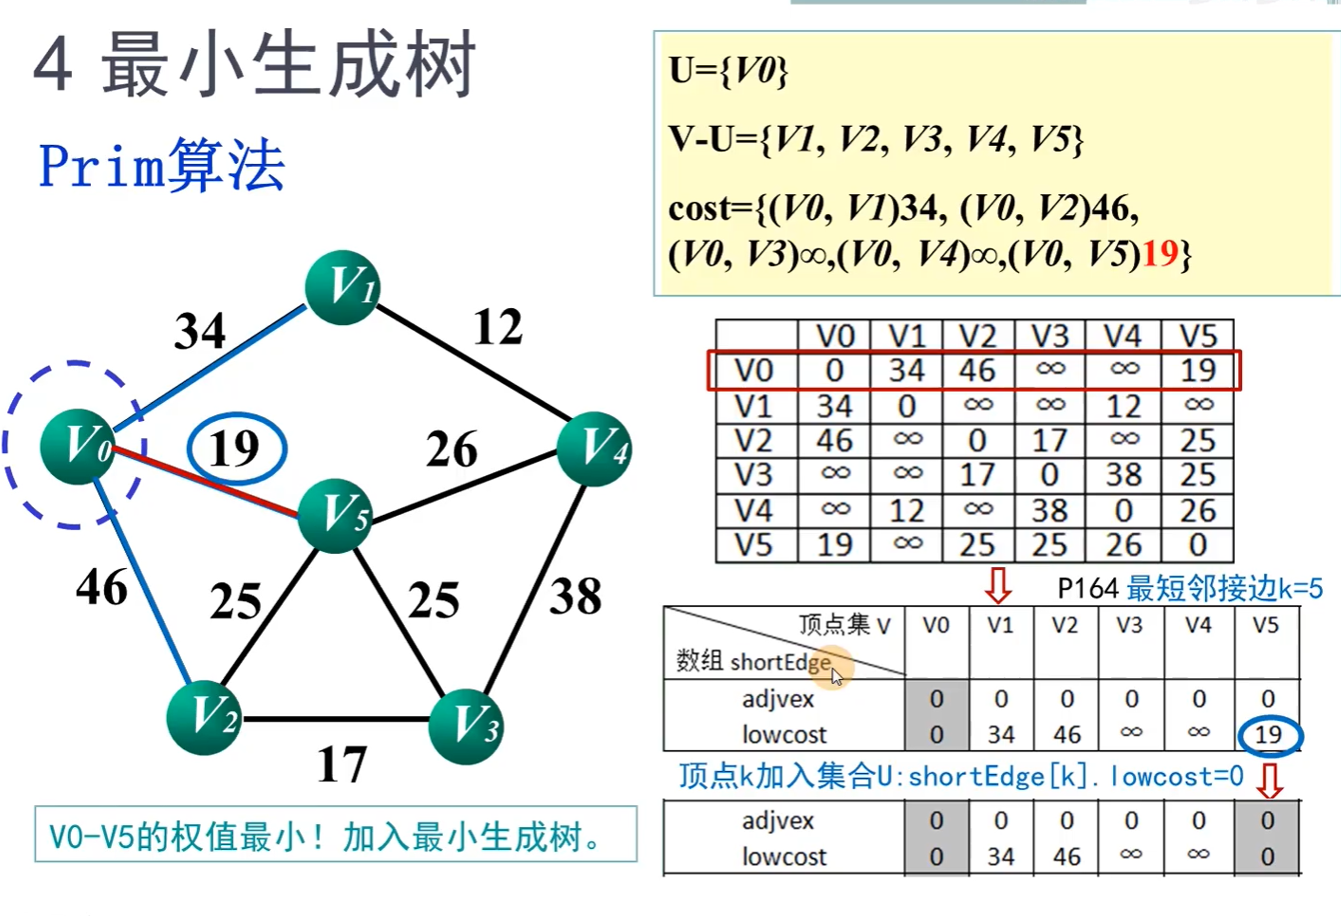 4 最小生成树
Prim算法
U={V0}
V-U={V1, V2, V3, V4, V5}
cost={(V0, V1)34, (V0, V2)46,
(V0, V3)∞,(V0, V4)∞,(V0, V5)19}
V1
34
12
V0
19
26
V4
V5
46
25
25
38
V2
V3
17
V0 V1 V2 V3 V4 V5
V0 0 34 46 ∞ ∞ 19
V1 34 0 ∞ ∞ 12 ∞
V2 46 ∞ 0 17 ∞ 25
V3 ∞ ∞ 17 0 38 25
V4 ∞ 12 ∞ 38 0 26
V5 19 ∞ 25 25 26 0
P164 最短邻接边k=5
顶点集 V V0 V1 V2 V3 V4 V5
数组 shortEdge
adjvex 0 0 0 0 0 0
lowcost 0 34 46 ∞ ∞ 19
顶点k加入集合U:shortEdge[k].lowcost=0
adjvex 0 0 0 0 0 0
lowcost 0 34 46 ∞ ∞ 0
V0-V5的权值最小！加入最小生成树。